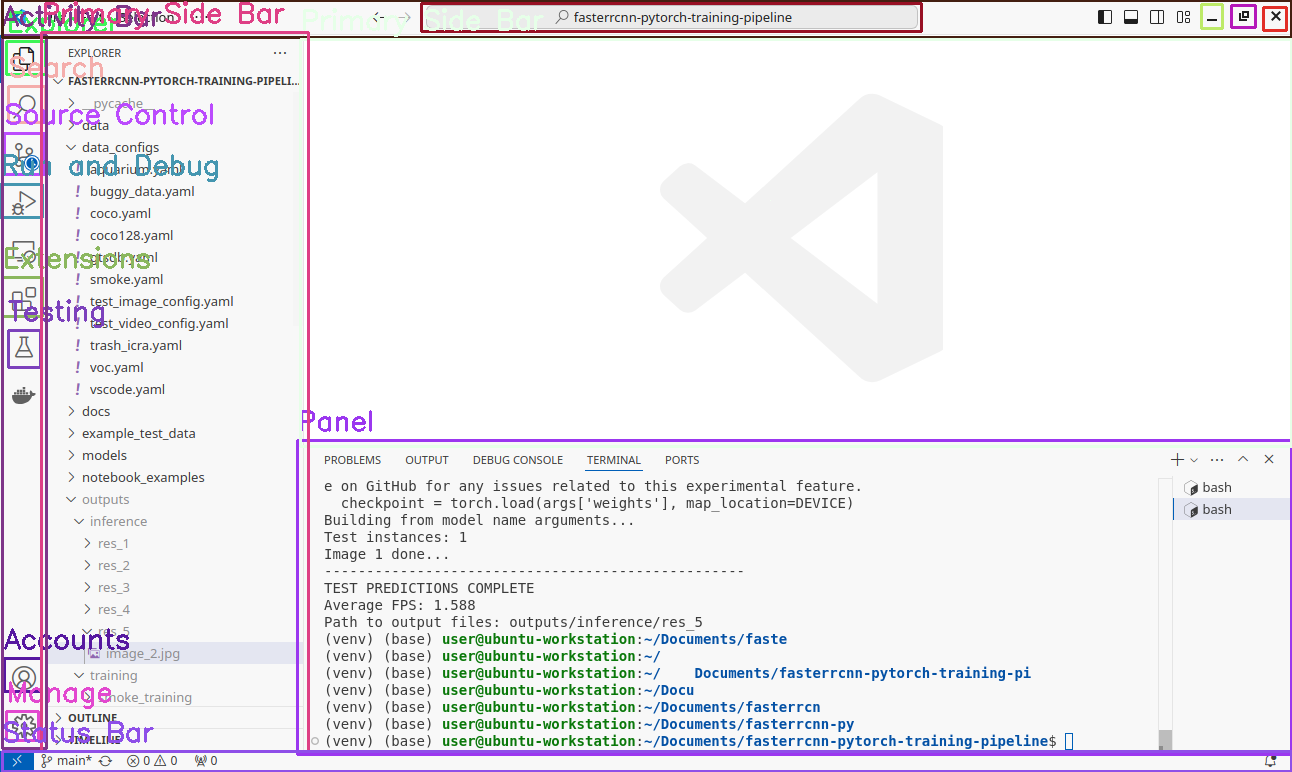 Activity Bar
Primary Side Bar
Explorer
Selection
Primary Side Bar
fasterrcnn-pytorch-training-pipeline
EXPLORER
Search
FASTERRCNN-PYTORCH-TRAINING-PIPELI...
__pycache__
Source Control
data
data_configs
Run and Debug
aquarium.yaml
buggy_data.yaml
coco.yaml
coco128.yaml
Extensions
gtsdb.yaml
smoke.yaml
test_image_config.yaml
Testing
test_video_config.yaml
trash_icra.yaml
voc.yaml
vscode.yaml
docs
example_test_data
models
notebook_examples
outputs
inference
res_1
res_2
res_3
res_4
res_5
Accounts
image_2.jpg
training
Manage
smoke_training
OUTLINE
Status Bar
TIMELINE
Panel
PROBLEMS OUTPUT DEBUG CONSOLE TERMINAL PORTS
e on GitHub for any issues related to this experimental feature.
checkpoint = torch.load(args['weights'], map_location=DEVICE)
Building from model name arguments...
Test instances: 1
Image 1 done...
--------------------------------------------------
TEST PREDICTIONS COMPLETE
Average FPS: 1.588
Path to output files: outputs/inference/res_5
(venv) (base) user@ubuntu-workstation:~/Documents/faste
(venv) (base) user@ubuntu-workstation:~/
(venv) (base) user@ubuntu-workstation:~/    Documents/fasterrcnn-pytorch-training-pi
(venv) (base) user@ubuntu-workstation:~/Docu
(venv) (base) user@ubuntu-workstation:~/Documents/fasterrcn
(venv) (base) user@ubuntu-workstation:~/Documents/fasterrcnn-py
(venv) (base) user@ubuntu-workstation:~/Documents/fasterrcnn-pytorch-training-pipeline$
bash
bash
main* 0 0 0